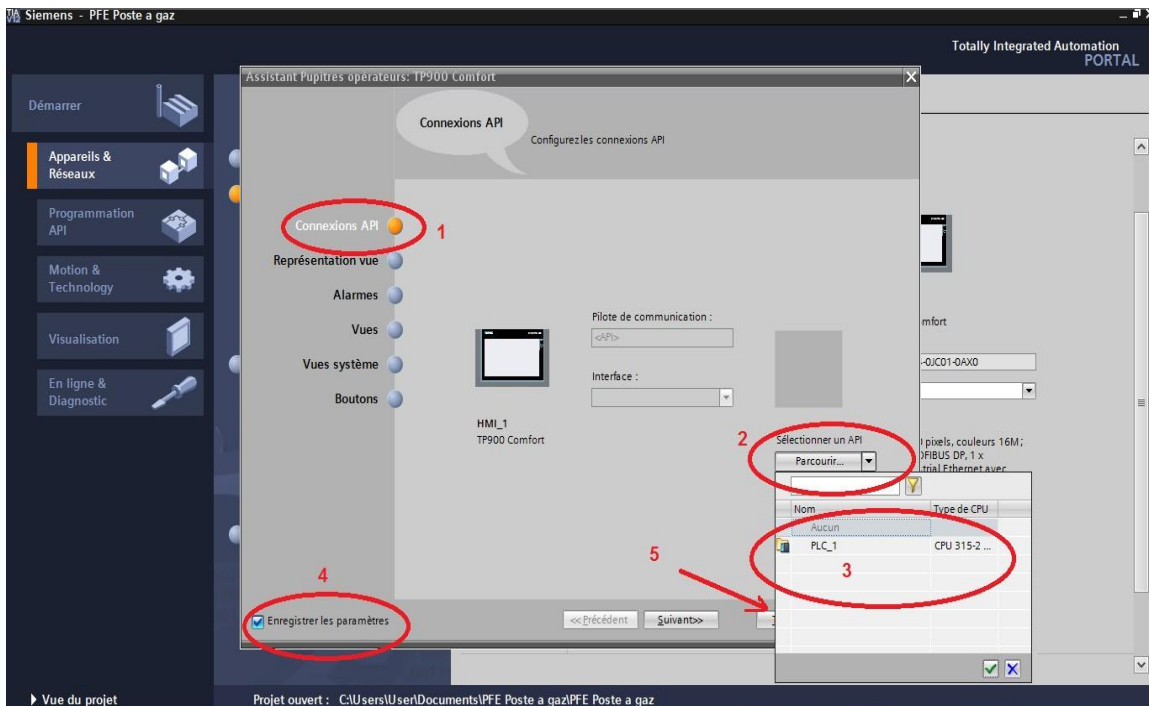 Siemens - PFE Poste a gaz
Totally Integrated Automation
PORTAL
Assistant Pupitres opérateurs: TP900 Comfort
Démarrer
Appareils &
Réseaux
Programmation
API
Motion &
Technology
Visualisation
En ligne &
Diagnostic
Connexions API
Configurez les connexions API
Connexions API
1
Représentation vue
Alarmes
Vues
Vues système
Boutons
Pilote de communication :
<API>
Interface :
HMI_1
TP900 Comfort
2
Sélectionner un API
Parcourir...
Nom
Type de CPU
Aucun
PLC_1
CPU 315-2 ...
3
4
5
Enregistrer les paramètres
<<Précédent
Suivant>>
mfort
-0JC01-0AX0
pixels, couleurs 16M;
OFIBUS DP, 1 x
trial Ethernet avec
Vue du projet
Projet ouvert : C:\Users\User\Documents\PFE Poste a gaz\PFE Poste a gaz